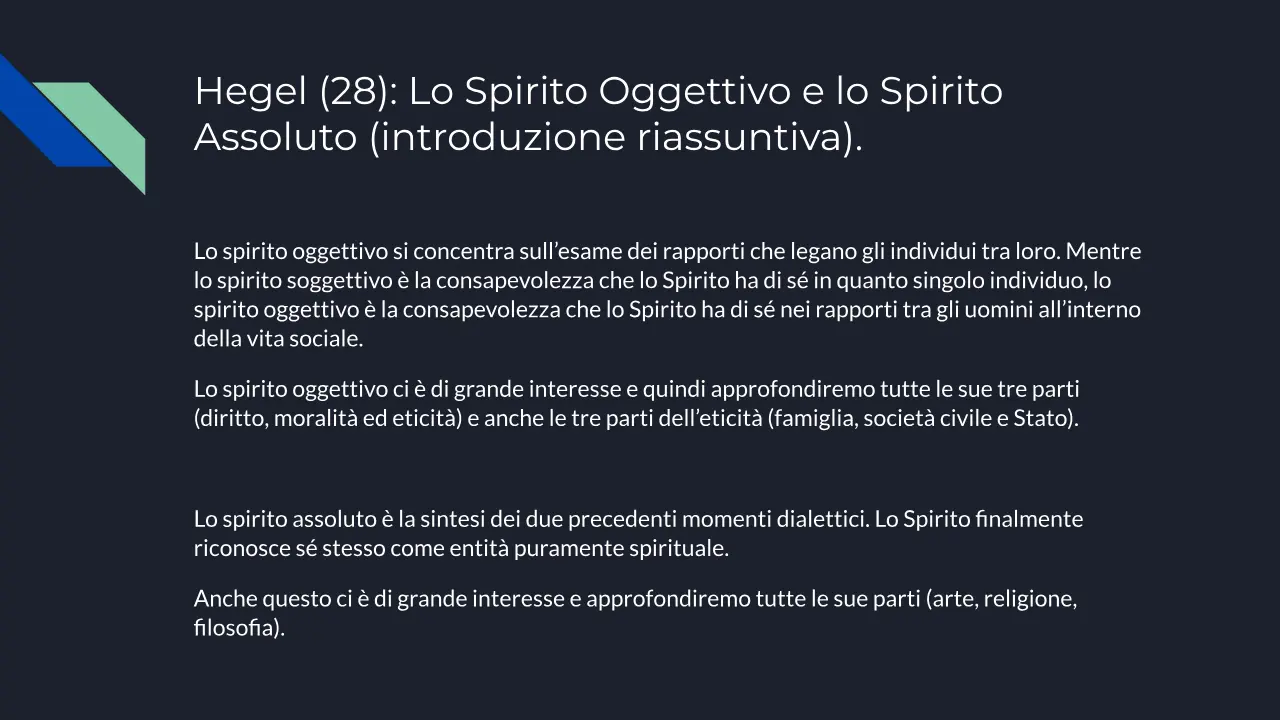 Hegel (28): Lo Spirito Oggettivo e lo Spirito
Assoluto (introduzione riassuntiva).
Lo spirito oggettivo si concentra sull’esame dei rapporti che legano gli individui tra loro. Mentre
lo spirito soggettivo è la consapevolezza che lo Spirito ha di sé in quanto singolo individuo, lo
spirito oggettivo è la consapevolezza che lo Spirito ha di sé nei rapporti tra gli uomini all’interno
della vita sociale.
Lo spirito oggettivo ci è di grande interesse e quindi approfondiremo tutte le sue tre parti
(diritto, moralità ed eticità) e anche le tre parti dell’eticità (famiglia, società civile e Stato).
Lo spirito assoluto è la sintesi dei due precedenti momenti dialettici. Lo Spirito finalmente
riconosce sé stesso come entità puramente spirituale.
Anche questo ci è di grande interesse e approfondiremo tutte le sue parti (arte, religione,
filosofia).